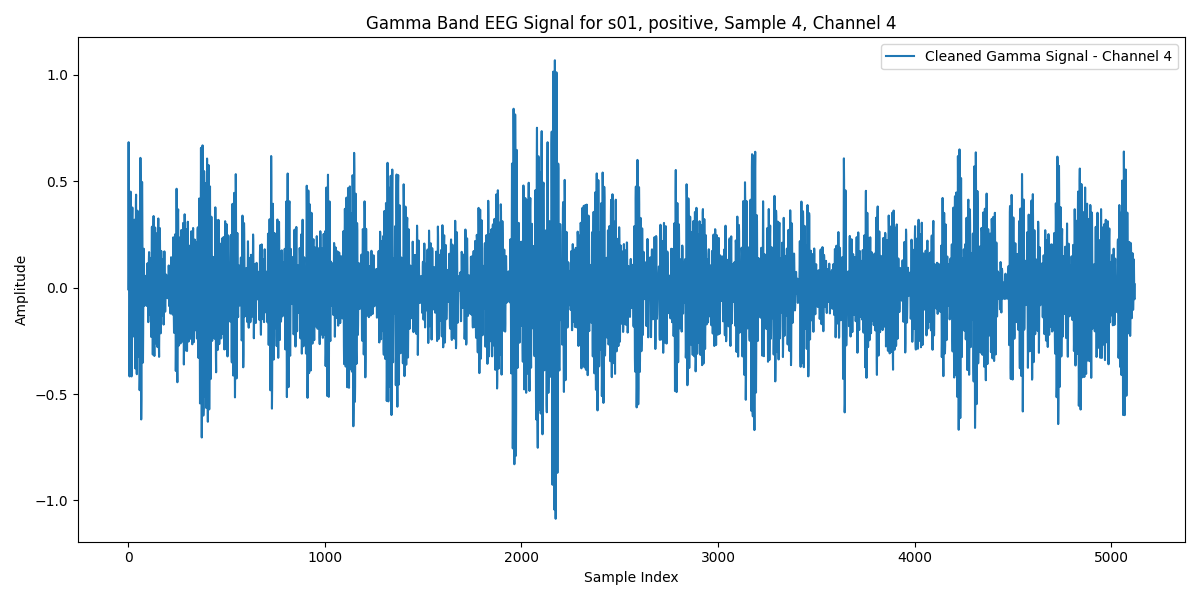 Gamma Band EEG Signal for s01, positive, Sample 4, Channel 4
Cleaned Gamma Signal - Channel 4
Amplitude
1.0
0.5
0.0
−0.5
−1.0
0 1000 2000 3000 4000 5000
Sample Index